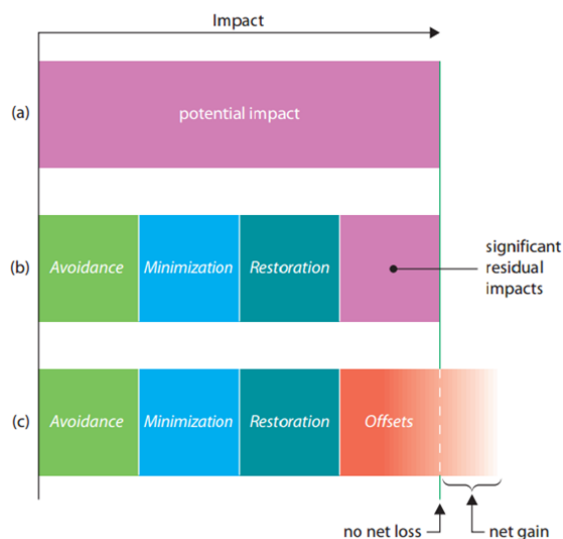 Impact
(a)
potential impact
(b)
Avoidance
Minimization
Restoration
significant
residual
impacts
(c)
Avoidance
Minimization
Restoration
Offsets
no net loss
net gain